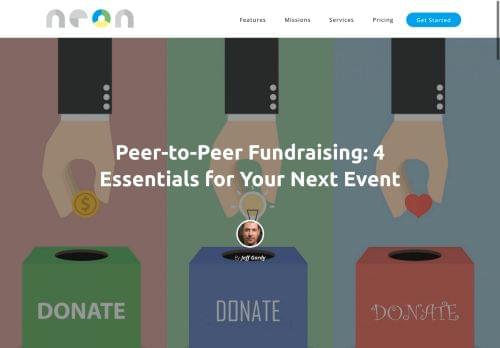 neon
Features Missions Services Pricing Get Started
Peer-to-Peer Fundraising: 4
Essentials for Your Next Event
$
By Jeff Gordy
DONATE DONATE DONATE